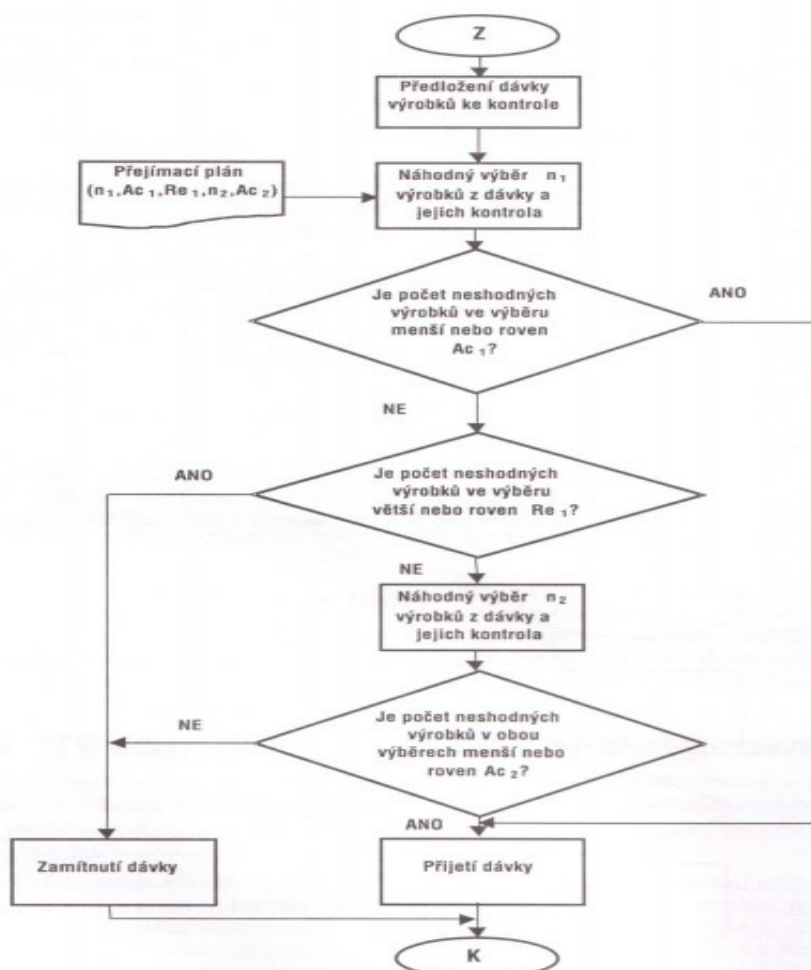 Z
Předložení dávky
výrobků ke kontrole
Přejímací plán
(n₁,Ac₁,Re₁,n₂,Ac₂)
Náhodný výběr n₁
výrobků z dávky a
jejich kontrola
Je počet neshodných
výrobků ve výběru
menší nebo roven
Ac₁?
ANO
NE
Je počet neshodných
výrobků ve výběru
větší nebo roven Re₁?
ANO
NE
Náhodný výběr n₂
výrobků z dávky a
jejich kontrola
Je počet neshodných
výrobků v obou
výběrech menší nebo
roven Ac₂?
NE
ANO
Zamítnutí dávky
Přijetí dávky
K